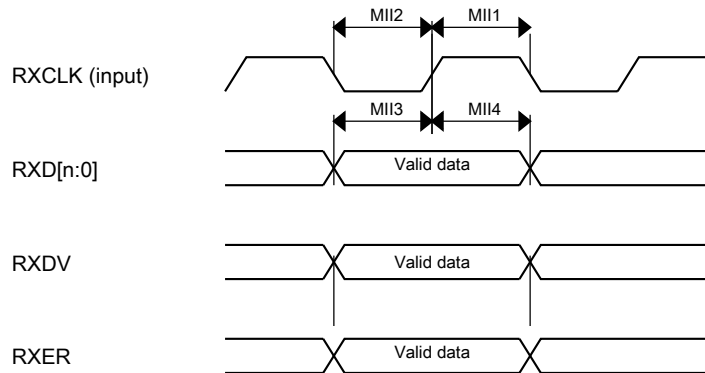 MII2 MII1
RXCLK (input)
MII3 MII4
RXD[n:0] Valid data
RXDV Valid data
RXER Valid data